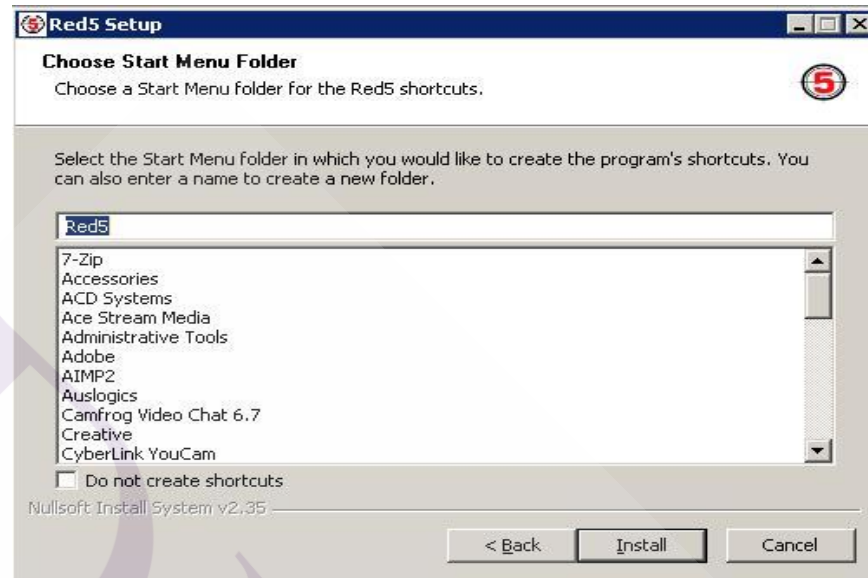 Red5 Setup
Choose Start Menu Folder
Choose a Start Menu folder for the Red5 shortcuts.
5
Select the Start Menu folder in which you would like to create the program's shortcuts. You
can also enter a name to create a new folder.
Red5
7-Zip
Accessories
ACD Systems
Ace Stream Media
Administrative Tools
Adobe
AIMP2
Auslogics
Camfrog Video Chat 6.7
Creative
CyberLink YouCam
Do not create shortcuts
Nullsoft Install System v2.35
< Back Install Cancel